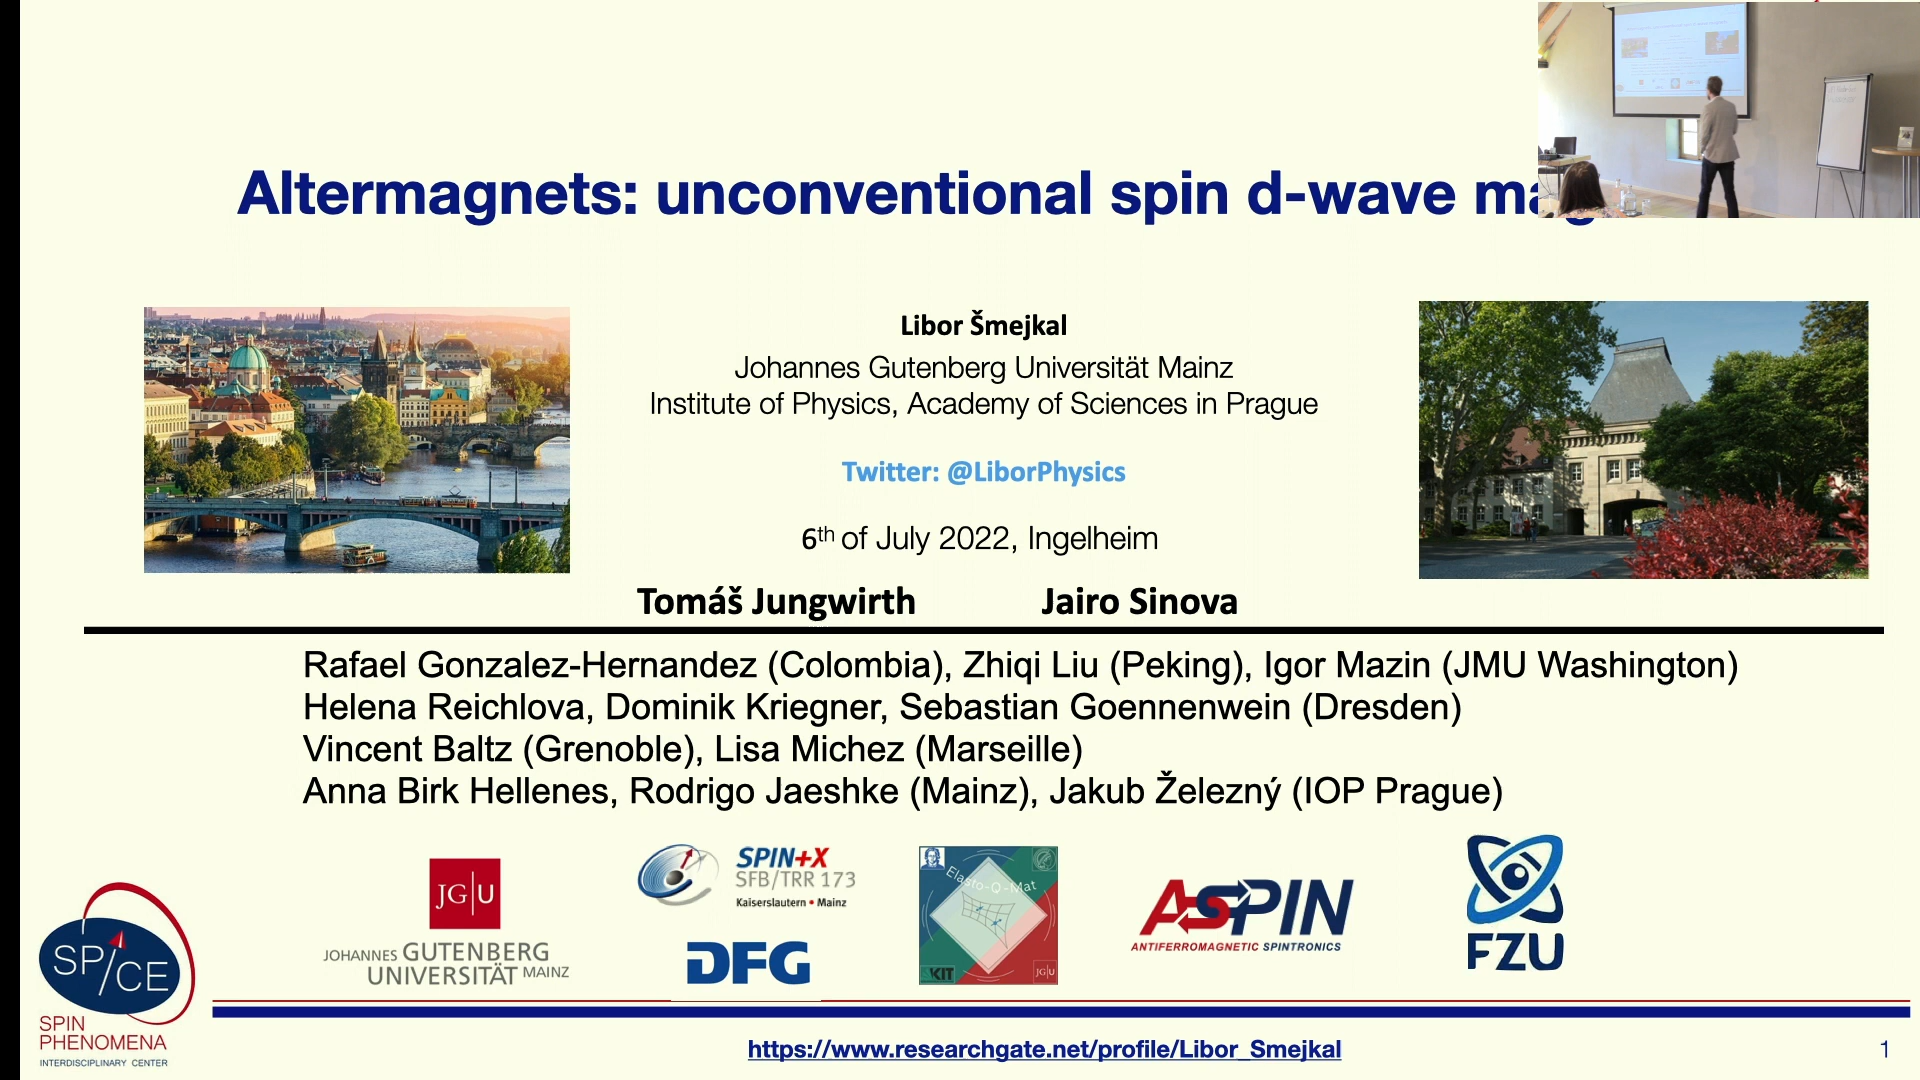 Altermagnets: unconventional spin d-wave
Libor Šmejkal
Johannes Gutenberg Universität Mainz
Institute of Physics, Academy of Sciences in Prague
Twitter: @LiborPhysics
6th of July 2022, Ingelheim
Tomáš Jungwirth Jairo Sinova
Rafael Gonzalez-Hernandez (Colombia), Zhiqi Liu (Peking), Igor Mazin (JMU Washington)
Helena Reichlova, Dominik Kriegner, Sebastian Goennenwein (Dresden)
Vincent Baltz (Grenoble), Lisa Michez (Marseille)
Anna Birk Hellenes, Rodrigo Jaeshke (Mainz), Jakub Železný (IOP Prague)
JG|U
JOHANNES GUTENBERG
UNIVERSITÄT MAINZ
SPIN+X
SFB/TRR 173
Kaiserslautern • Mainz
DFG
Elasto-Q-Mat
KIT
JG|U
ASPIN
ANTIFERROMAGNETIC SPINTRONICS
FZU
SP/CE
SPIN
PHENOMENA
INTERDISCIPLINARY CENTER
https://www.researchgate.net/profile/Libor_Smejkal
1